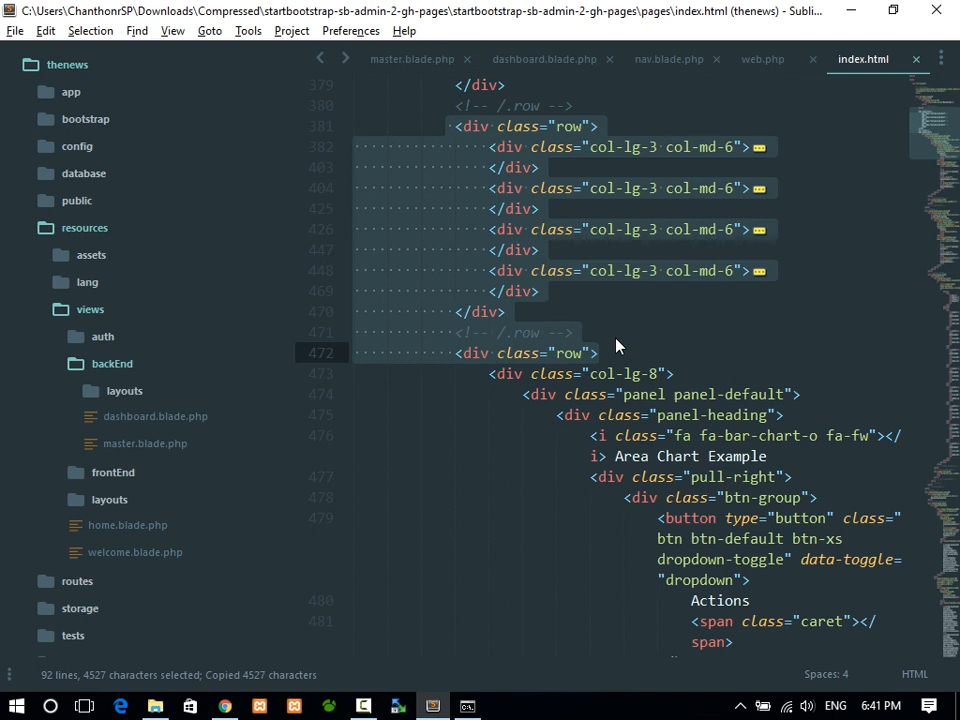 C:\Users\ChanthonrSP\Downloads\Compressed\startbootstrap-sb-admin-2-gh-pages\startbootstrap-sb-admin-2-gh-pages\pages\index.html (thenews) - Subli...
File Edit Selection Find View Goto Tools Project Preferences Help
thenews
app
bootstrap
config
database
public
resources
assets
lang
views
auth
backEnd
layouts
dashboard.blade.php
master.blade.php
frontEnd
layouts
home.blade.php
welcome.blade.php
routes
storage
tests
master.blade.php × dashboard.blade.php × nav.blade.php × web.php × index.html ×
379 </div>
380 <!-- /.row -->
381 <div class="row">
382 <div class="col-lg-3 col-md-6">
403 </div>
404 <div class="col-lg-3 col-md-6">
425 </div>
426 <div class="col-lg-3 col-md-6">
447 </div>
448 <div class="col-lg-3 col-md-6">
469 </div>
470 </div>
471 <!-- /.row -->
472 <div class="row">
473 <div class="col-lg-8">
474 <div class="panel panel-default">
475 <div class="panel-heading">
476 <i class="fa fa-bar-chart-o fa-fw"></
i> Area Chart Example
477 <div class="pull-right">
478 <div class="btn-group">
479 <button type="button" class="
btn btn-default btn-xs
dropdown-toggle" data-toggle=
"dropdown">
480 Actions
481 <span class="caret"></
span>
92 lines, 4527 characters selected; Copied 4527 characters
Spaces: 4
HTML
ENG 6:41 PM